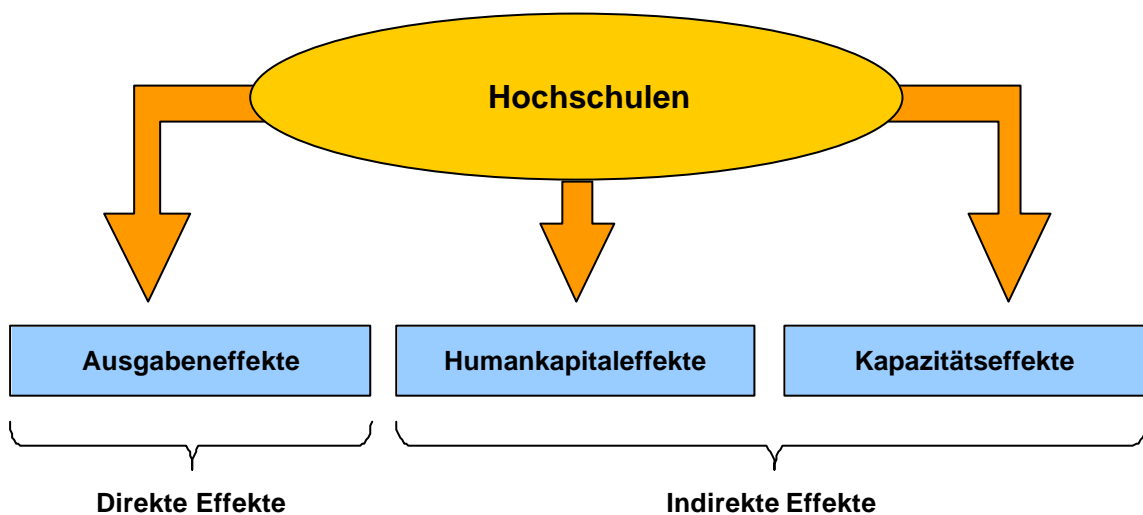 Hochschulen
Ausgabeneffekte
Humankapitaleffekte
Kapazitätseffekte
Direkte Effekte
Indirekte Effekte